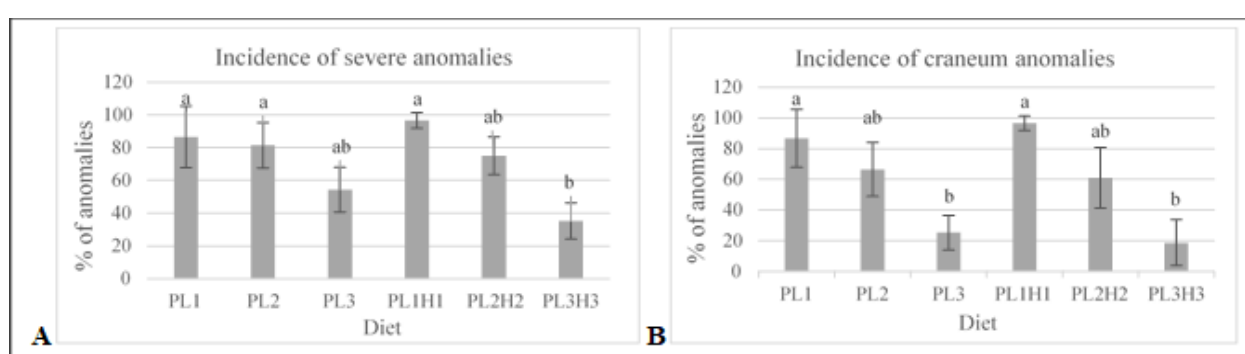 Incidence of severe anomalies
% of anomalies
120
100
80
60
40
20
0
a
a
ab
a
ab
b
PL1 PL2 PL3 PL1H1 PL2H2 PL3H3
Diet
A
Incidence of craneum anomalies
% of anomalies
120
100
80
60
40
20
0
a
ab
b
a
ab
b
PL1 PL2 PL3 PL1H1 PL2H2 PL3H3
Diet
B